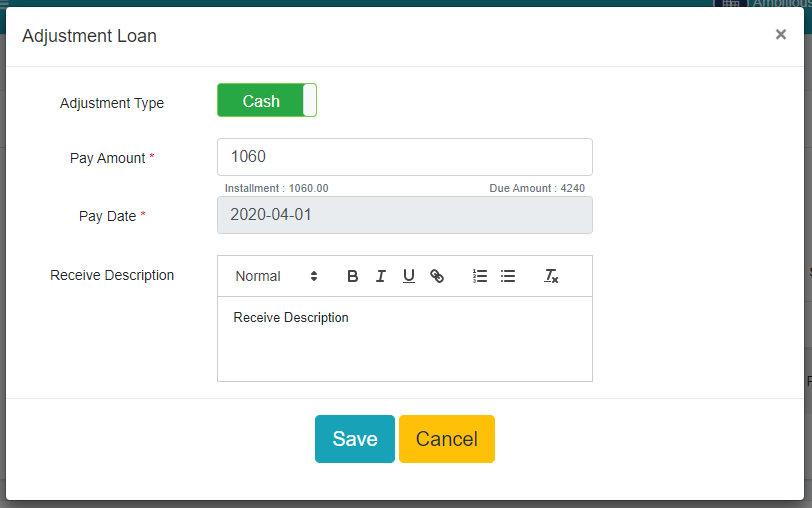 Ambitious
Adjustment Loan
×
Adjustment Type
Cash
Pay Amount *
1060
Installment : 1060.00
Due Amount : 4240
Pay Date *
2020-04-01
Receive Description
Normal
B I U
Receive Description
Save
Cancel